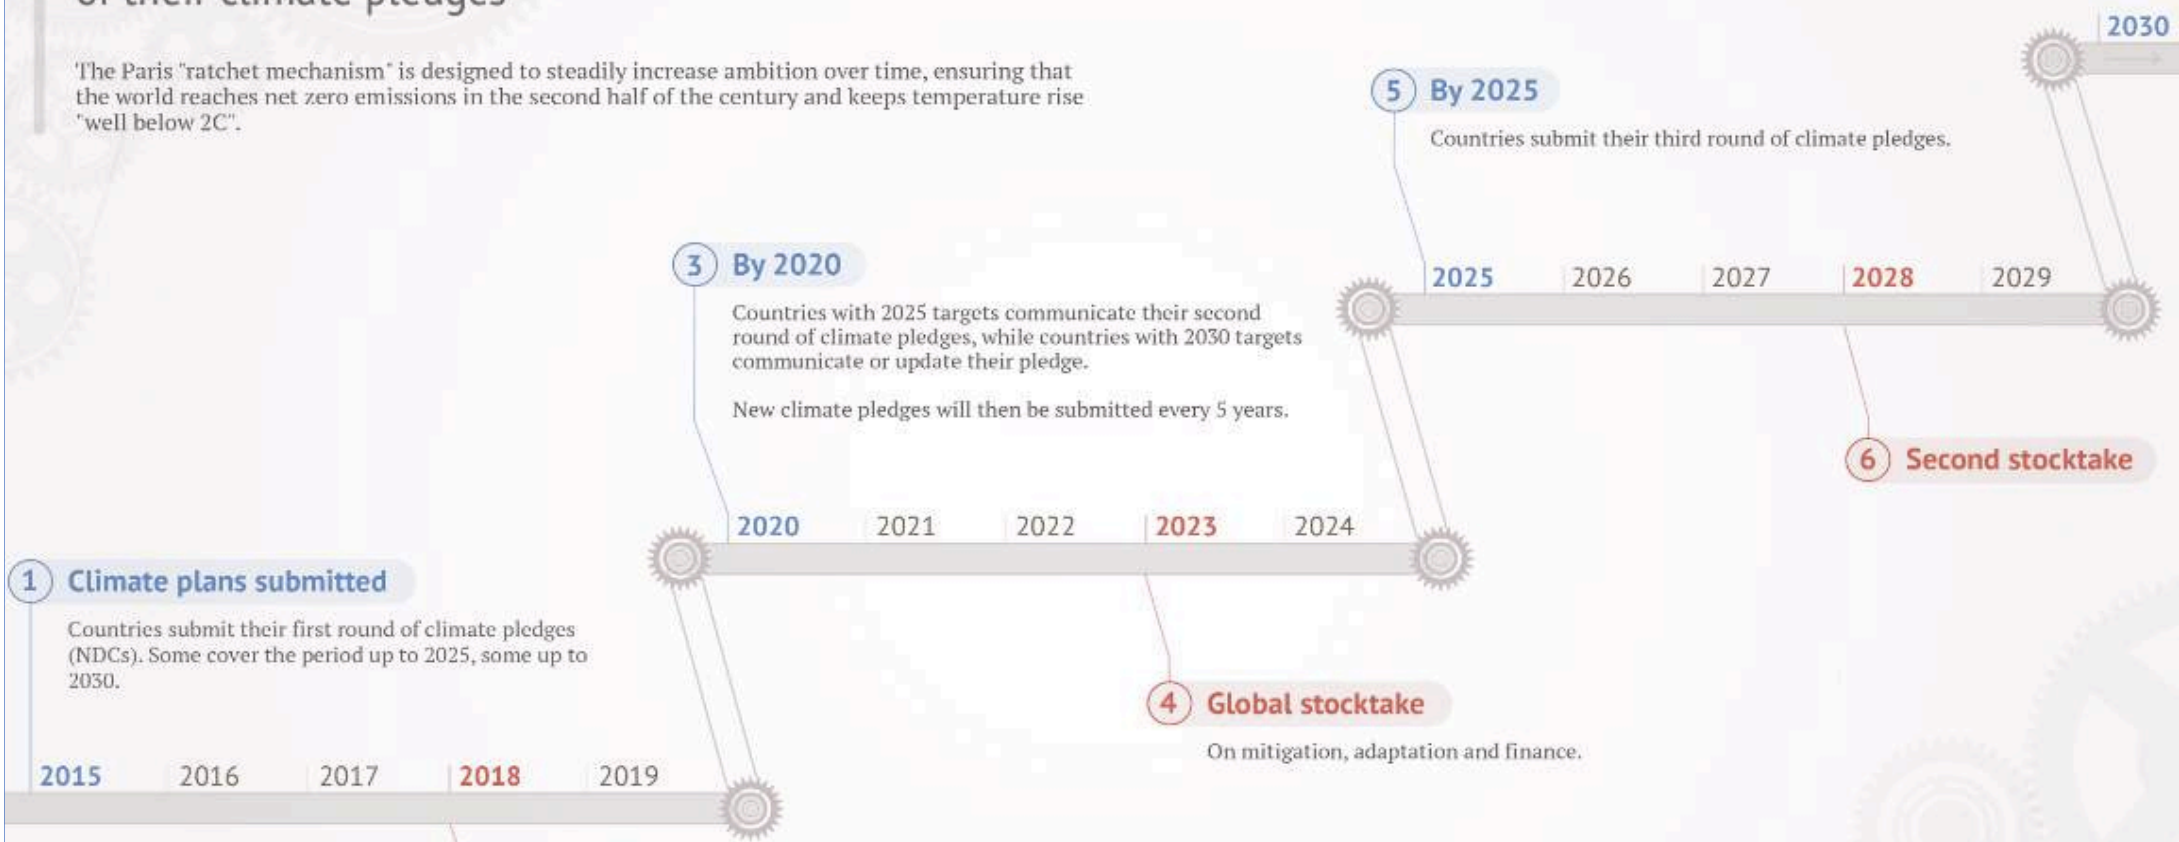 of their climate pledges
The Paris "ratchet mechanism" is designed to steadily increase ambition over time, ensuring that
the world reaches net zero emissions in the second half of the century and keeps temperature rise
"well below 2C".
2030
5 By 2025
Countries submit their third round of climate pledges.
2025 2026 2027 2028 2029
6 Second stocktake
3 By 2020
Countries with 2025 targets communicate their second
round of climate pledges, while countries with 2030 targets
communicate or update their pledge.
New climate pledges will then be submitted every 5 years.
2020 2021 2022 2023 2024
4 Global stocktake
On mitigation, adaptation and finance.
1 Climate plans submitted
Countries submit their first round of climate pledges
(NDCs). Some cover the period up to 2025, some up to
2030.
2015 2016 2017 2018 2019